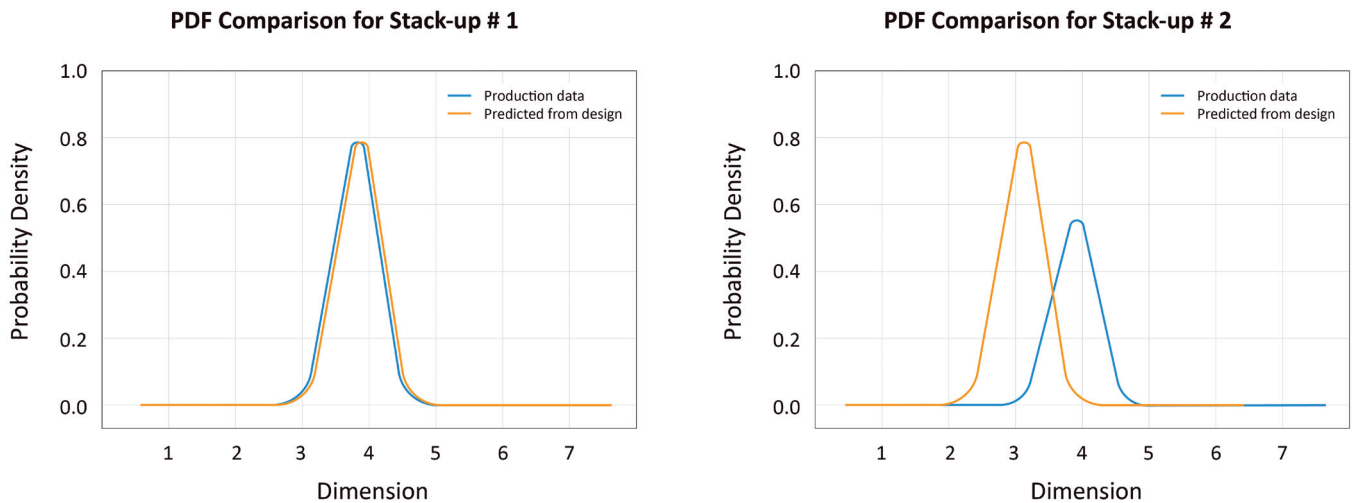 PDF Comparison for Stack-up # 1
1.0
0.8
0.6
0.4
0.2
0.0
Probability Density
Production data
Predicted from design
1 2 3 4 5 6 7
Dimension
PDF Comparison for Stack-up # 2
1.0
0.8
0.6
0.4
0.2
0.0
Probability Density
Production data
Predicted from design
1 2 3 4 5 6 7
Dimension